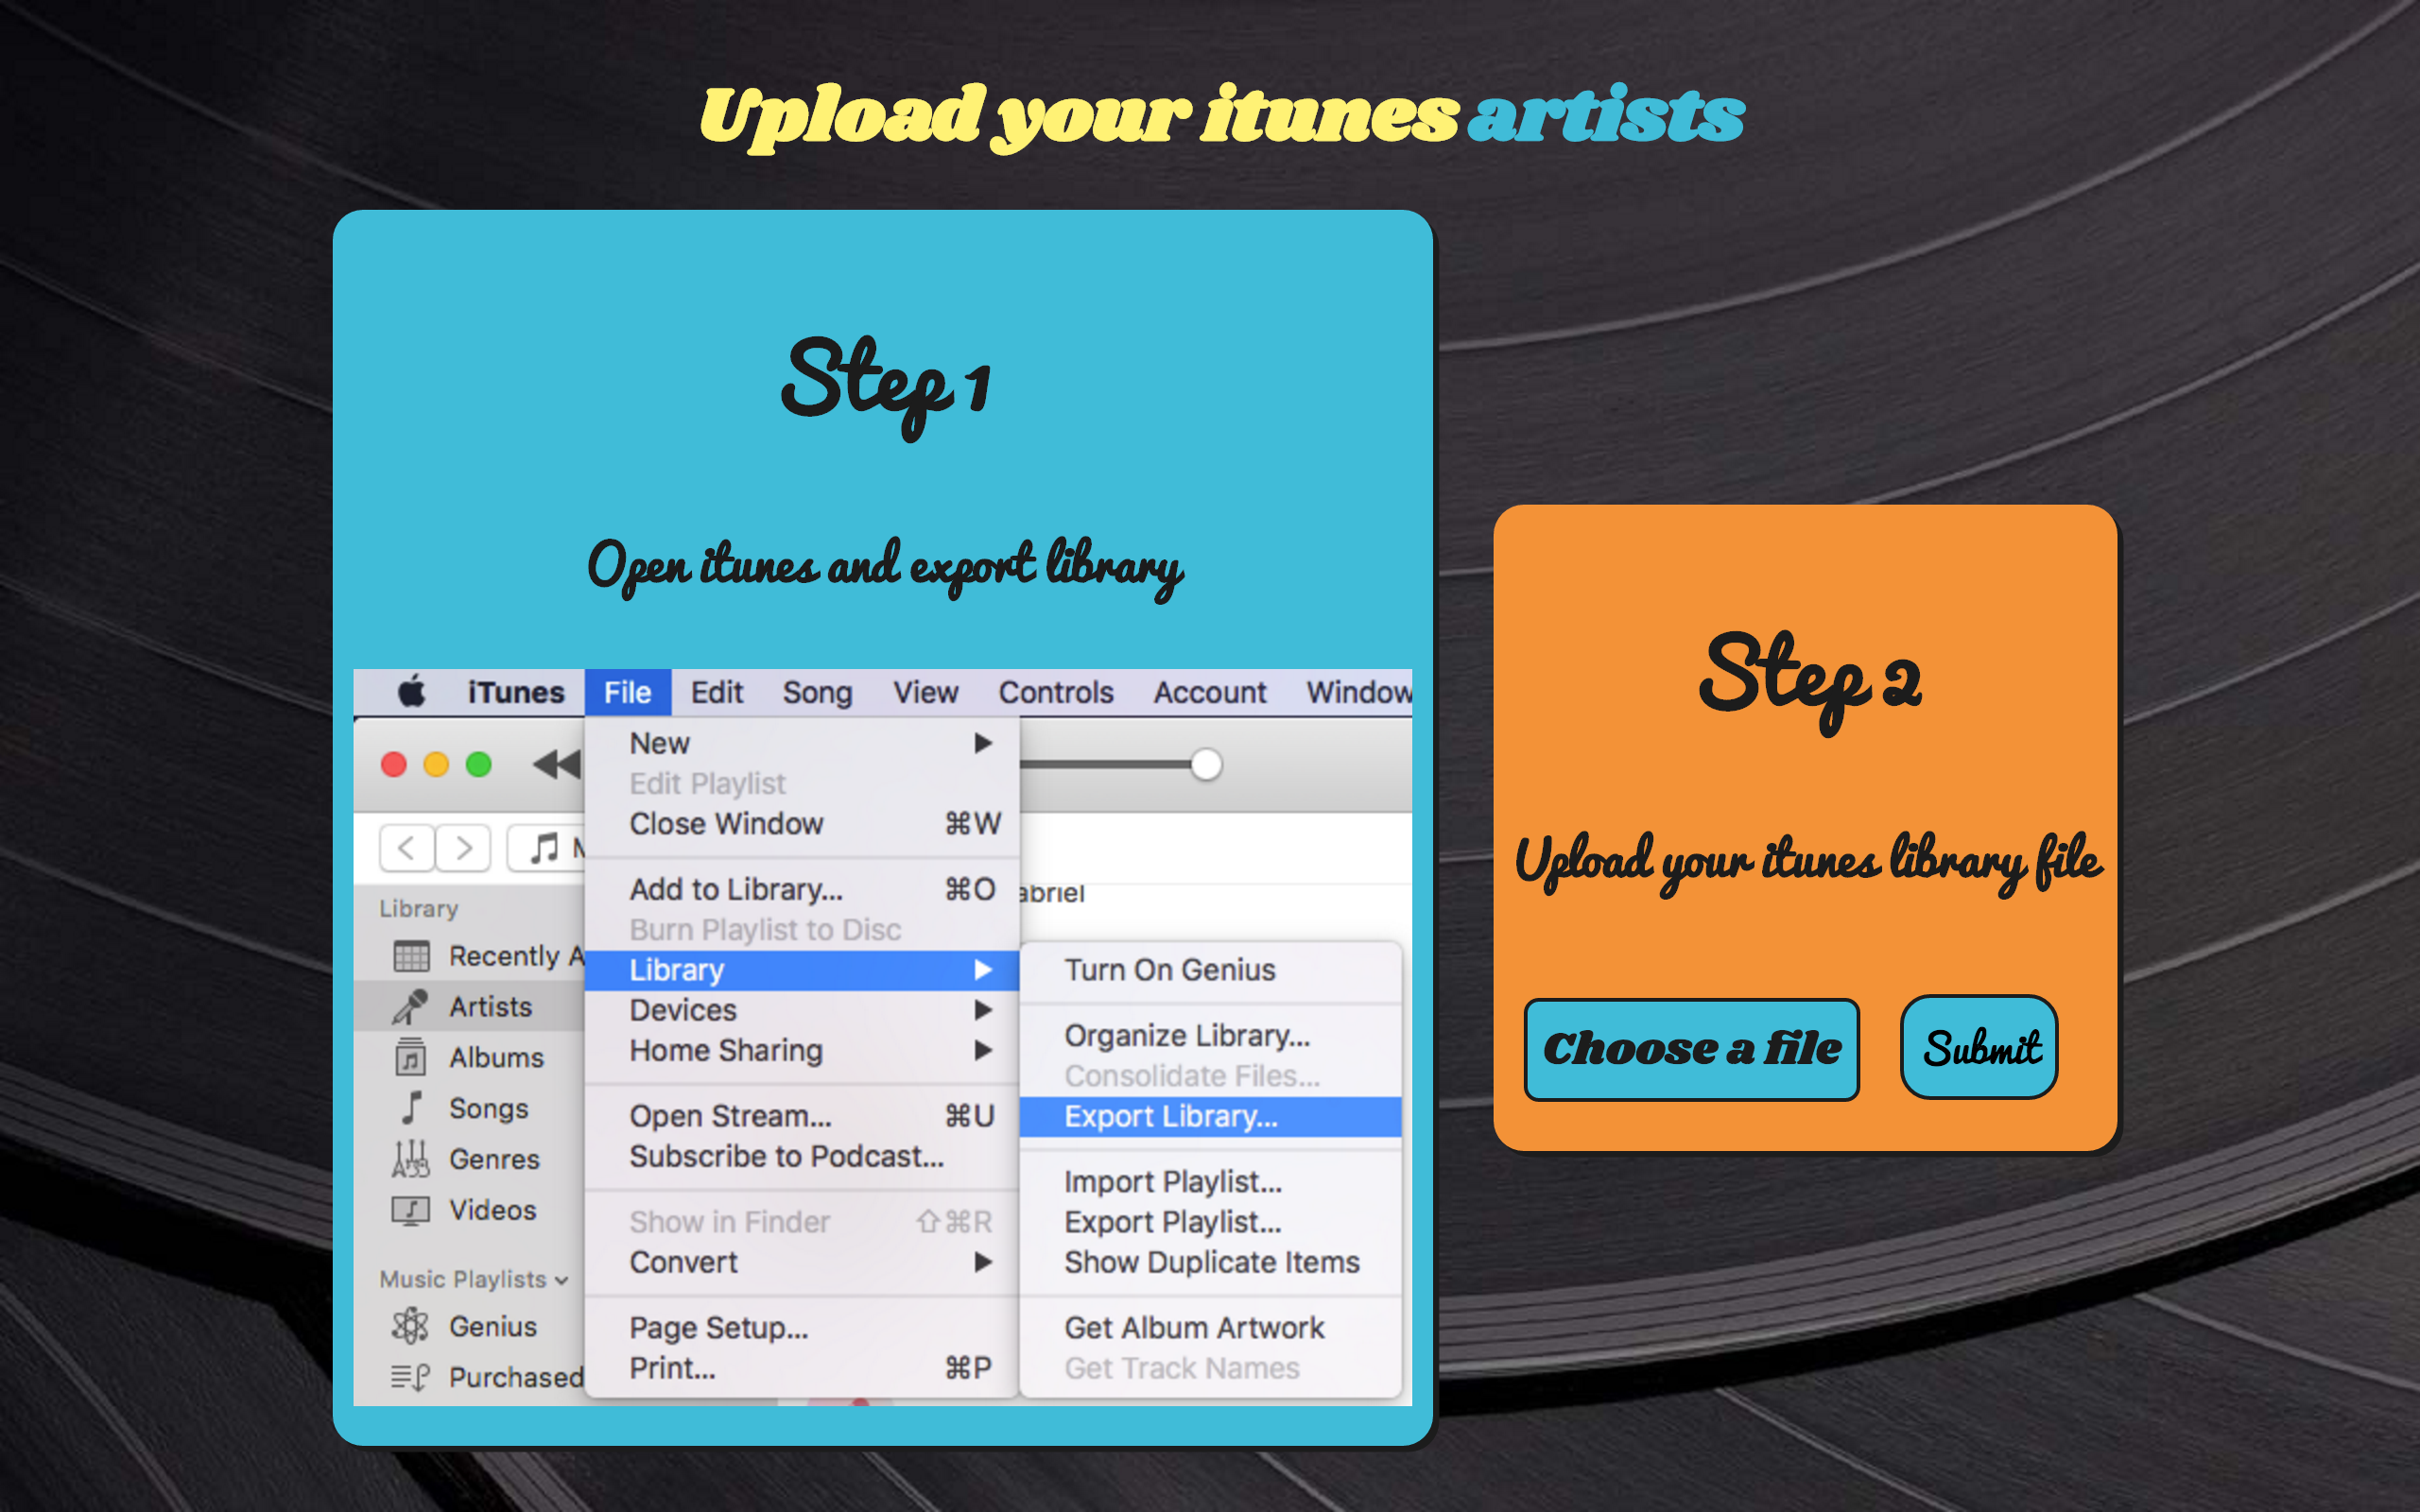 Upload your itunes artists
Step 1
Open itunes and export library
iTunes File Edit Song View Controls Account Window
New
Edit Playlist
Close Window ⌘W
Add to Library... ⌘O
Burn Playlist to Disc
Library
Devices
Home Sharing
Open Stream... ⌘U
Subscribe to Podcast...
Show in Finder ⇧⌘R
Convert
Page Setup...
Print... ⌘P
Turn On Genius
Organize Library...
Consolidate Files...
Export Library...
Import Playlist...
Export Playlist...
Show Duplicate Items
Get Album Artwork
Get Track Names
M
abriel
Library
Recently A
Artists
Albums
Songs
Genres
Videos
Music Playlists
Genius
Purchased
Step 2
Upload your itunes library file
Choose a file
Submit